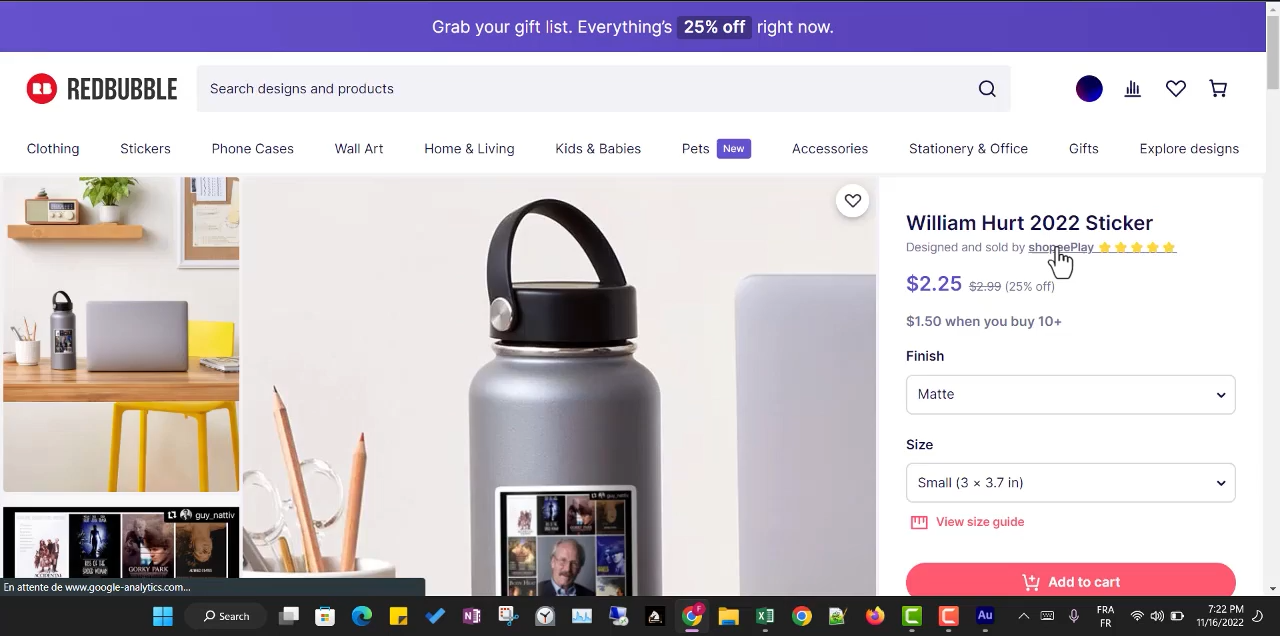 Grab your gift list. Everything's 25% off right now.
RB REDBUBBLE
Search designs and products
Clothing
Stickers
Phone Cases
Wall Art
Home & Living
Kids & Babies
Pets New
Accessories
Stationery & Office
Gifts
Explore designs
William Hurt 2022 Sticker
Designed and sold by shopeePlay
$2.25 $2.99 (25% off)
$1.50 when you buy 10+
Finish
Matte
Size
Small (3 × 3.7 in)
View size guide
Add to cart
guy_nattiv
GORKY PARK
En attente de www.google-analytics.com...
Search
FRA
FR
7:22 PM
11/16/2022